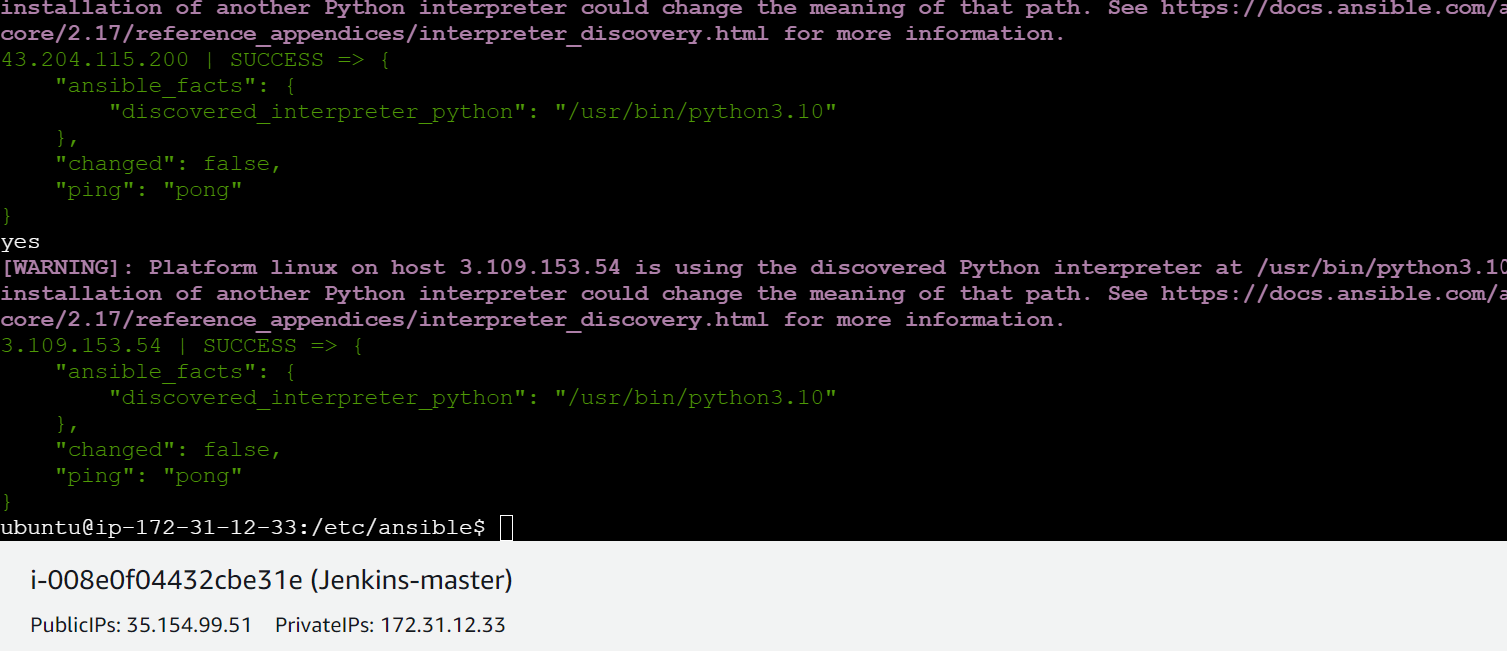 installation of another Python interpreter could change the meaning of that path. See https://docs.ansible.com/a
core/2.17/reference_appendices/interpreter_discovery.html for more information.
43.204.115.200 | SUCCESS => {
    "ansible_facts": {
        "discovered_interpreter_python": "/usr/bin/python3.10"
    },
    "changed": false,
    "ping": "pong"
}
yes
[WARNING]: Platform linux on host 3.109.153.54 is using the discovered Python interpreter at /usr/bin/python3.10
installation of another Python interpreter could change the meaning of that path. See https://docs.ansible.com/a
core/2.17/reference_appendices/interpreter_discovery.html for more information.
3.109.153.54 | SUCCESS => {
    "ansible_facts": {
        "discovered_interpreter_python": "/usr/bin/python3.10"
    },
    "changed": false,
    "ping": "pong"
}
ubuntu@ip-172-31-12-33:/etc/ansible$
i-008e0f04432cbe31e (Jenkins-master)
PublicIPs: 35.154.99.51 PrivateIPs: 172.31.12.33